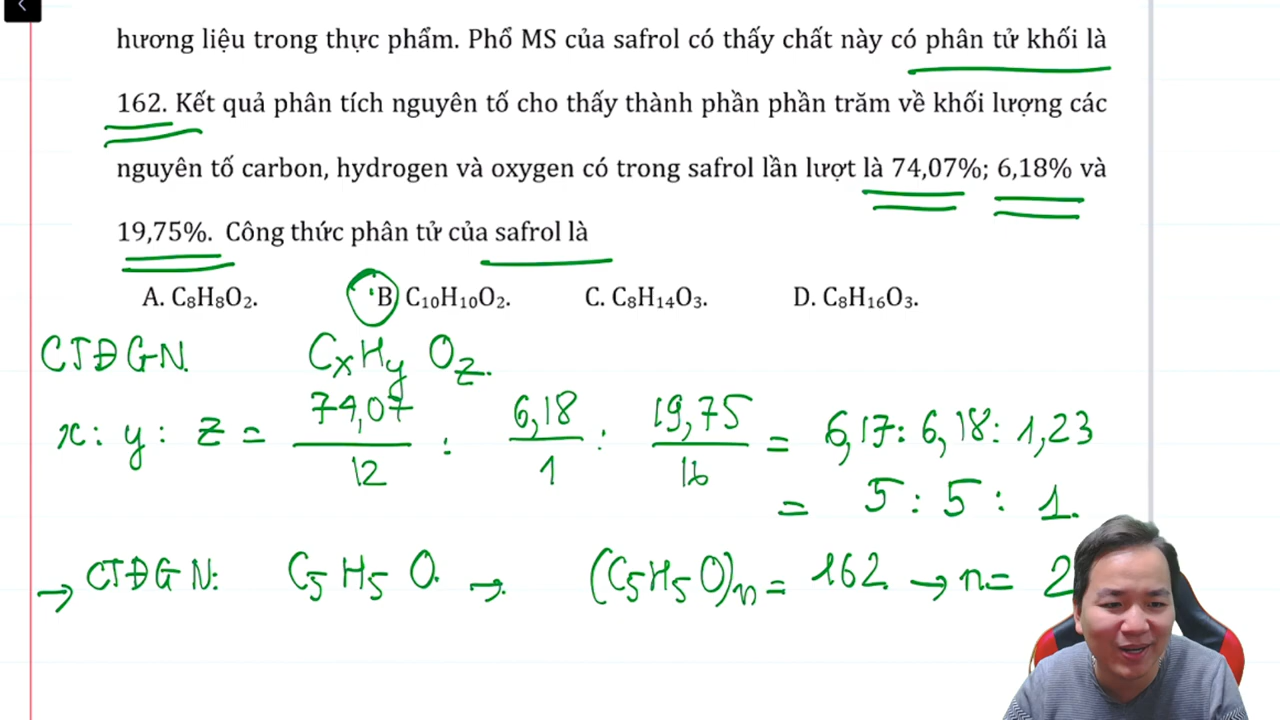 hương liệu trong thực phẩm. Phổ MS của safrol có thấy chất này có phân tử khối là
162. Kết quả phân tích nguyên tố cho thấy thành phần phần trăm về khối lượng các
nguyên tố carbon, hydrogen và oxygen có trong safrol lần lượt là 74,07%; 6,18% và
19,75%. Công thức phân tử của safrol là
A. C₈H₈O₂. B. C₁₀H₁₀O₂. C. C₈H₁₄O₃. D. C₈H₁₆O₃.
CTĐGN. CxHy Oz.
x : y : z = 74,07/12 : 6,18/1 : 19,75/16 = 6,17 : 6,18 : 1,23
= 5 : 5 : 1.
→ CTĐGN: C₅H₅O. → (C₅H₅O)n = 162. → n = 2